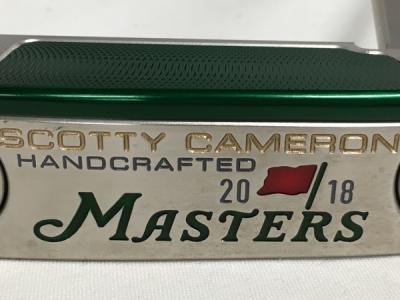 SCOTTY CAMERON
HANDCRAFTED
20 18
MASTERS